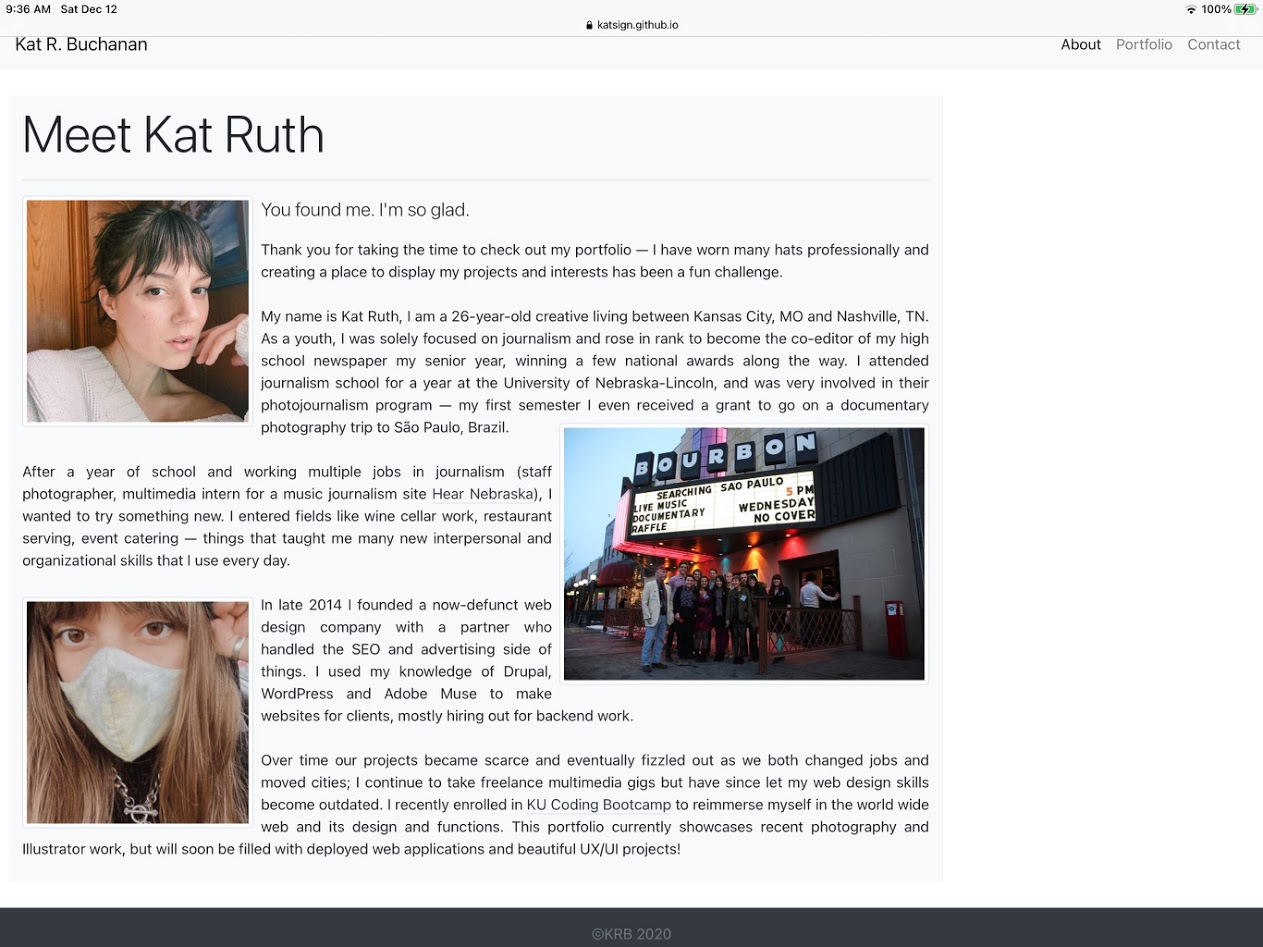 9:36 AM Sat Dec 12
100%
katsign.github.io
Kat R. Buchanan
About Portfolio Contact
Meet Kat Ruth
You found me. I'm so glad.
Thank you for taking the time to check out my portfolio — I have worn many hats professionally and
creating a place to display my projects and interests has been a fun challenge.
My name is Kat Ruth, I am a 26-year-old creative living between Kansas City, MO and Nashville, TN.
As a youth, I was solely focused on journalism and rose in rank to become the co-editor of my high
school newspaper my senior year, winning a few national awards along the way. I attended
journalism school for a year at the University of Nebraska-Lincoln, and was very involved in their
photojournalism program — my first semester I even received a grant to go on a documentary
photography trip to São Paulo, Brazil.
BOURBON
SEARCHING SAO PAULO
5 PM
LIVE MUSIC WEDNESDAY
DOCUMENTARY NO COVER
RAFFLE
After a year of school and working multiple jobs in journalism (staff
photographer, multimedia intern for a music journalism site Hear Nebraska), I
wanted to try something new. I entered fields like wine cellar work, restaurant
serving, event catering — things that taught me many new interpersonal and
organizational skills that I use every day.
In late 2014 I founded a now-defunct web
design company with a partner who
handled the SEO and advertising side of
things. I used my knowledge of Drupal,
WordPress and Adobe Muse to make
websites for clients, mostly hiring out for backend work.
Over time our projects became scarce and eventually fizzled out as we both changed jobs and
moved cities; I continue to take freelance multimedia gigs but have since let my web design skills
become outdated. I recently enrolled in KU Coding Bootcamp to reimmerse myself in the world wide
web and its design and functions. This portfolio currently showcases recent photography and
Illustrator work, but will soon be filled with deployed web applications and beautiful UX/UI projects!
©KRB 2020